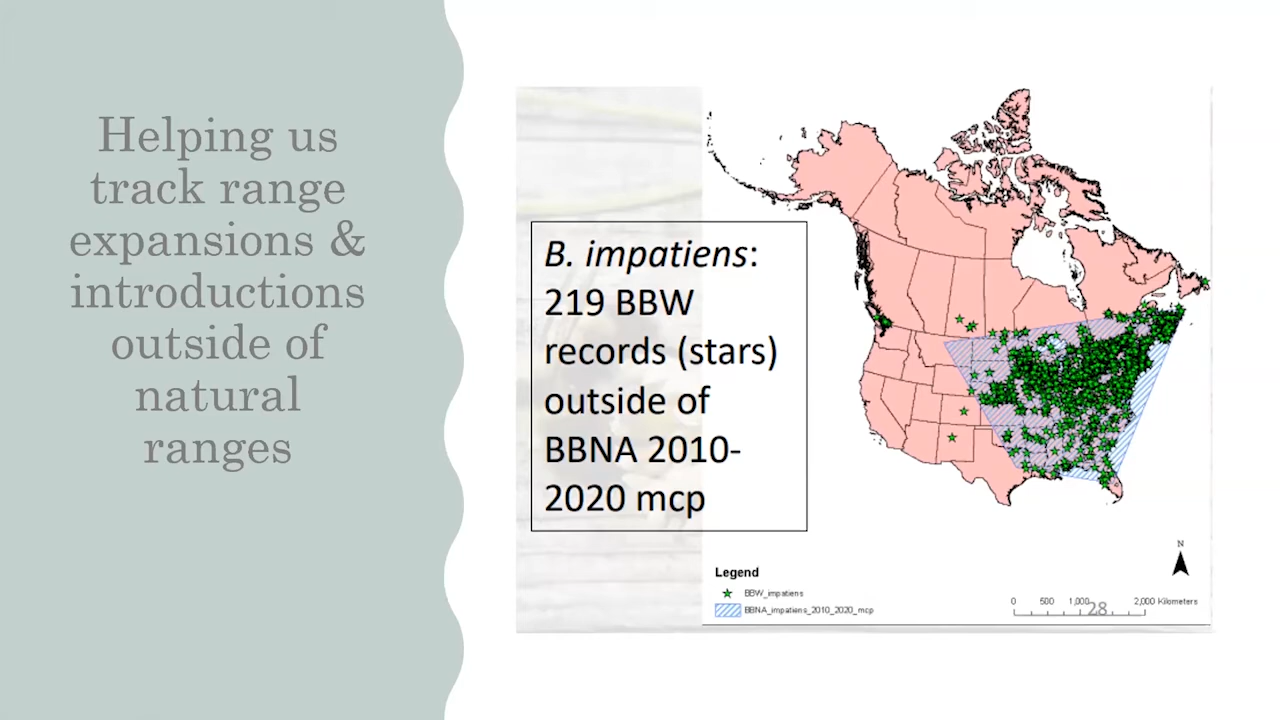 Helping us
track range
expansions &
introductions
outside of
natural
ranges
B. impatiens:
219 BBW
records (stars)
outside of
BBNA 2010-
2020 mcp
N
Legend
BBW_impatiens
BBNA_impatiens_2010_2020_mcp
0 500 1,000 2,000 Kilometers
28